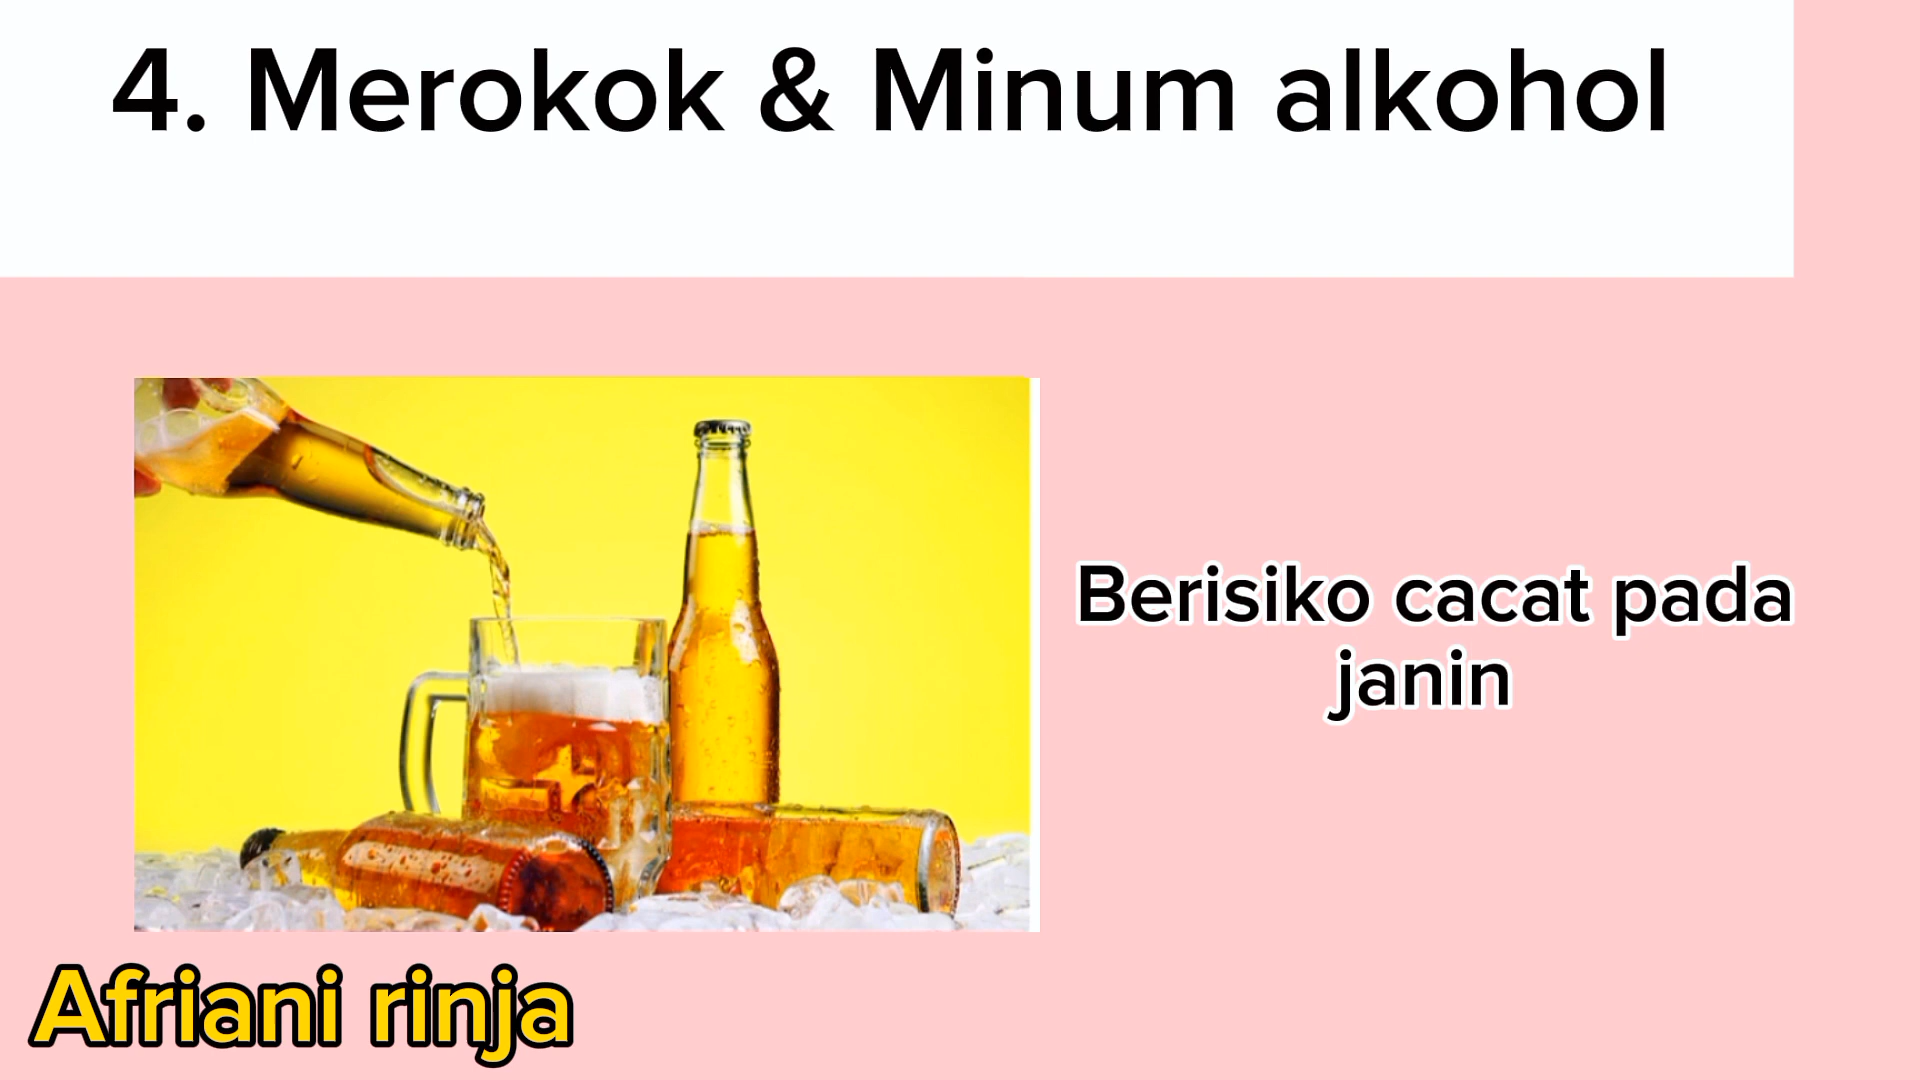 4. Merokok & Minum alkohol
Berisiko cacat pada
janin
Afriani rinja